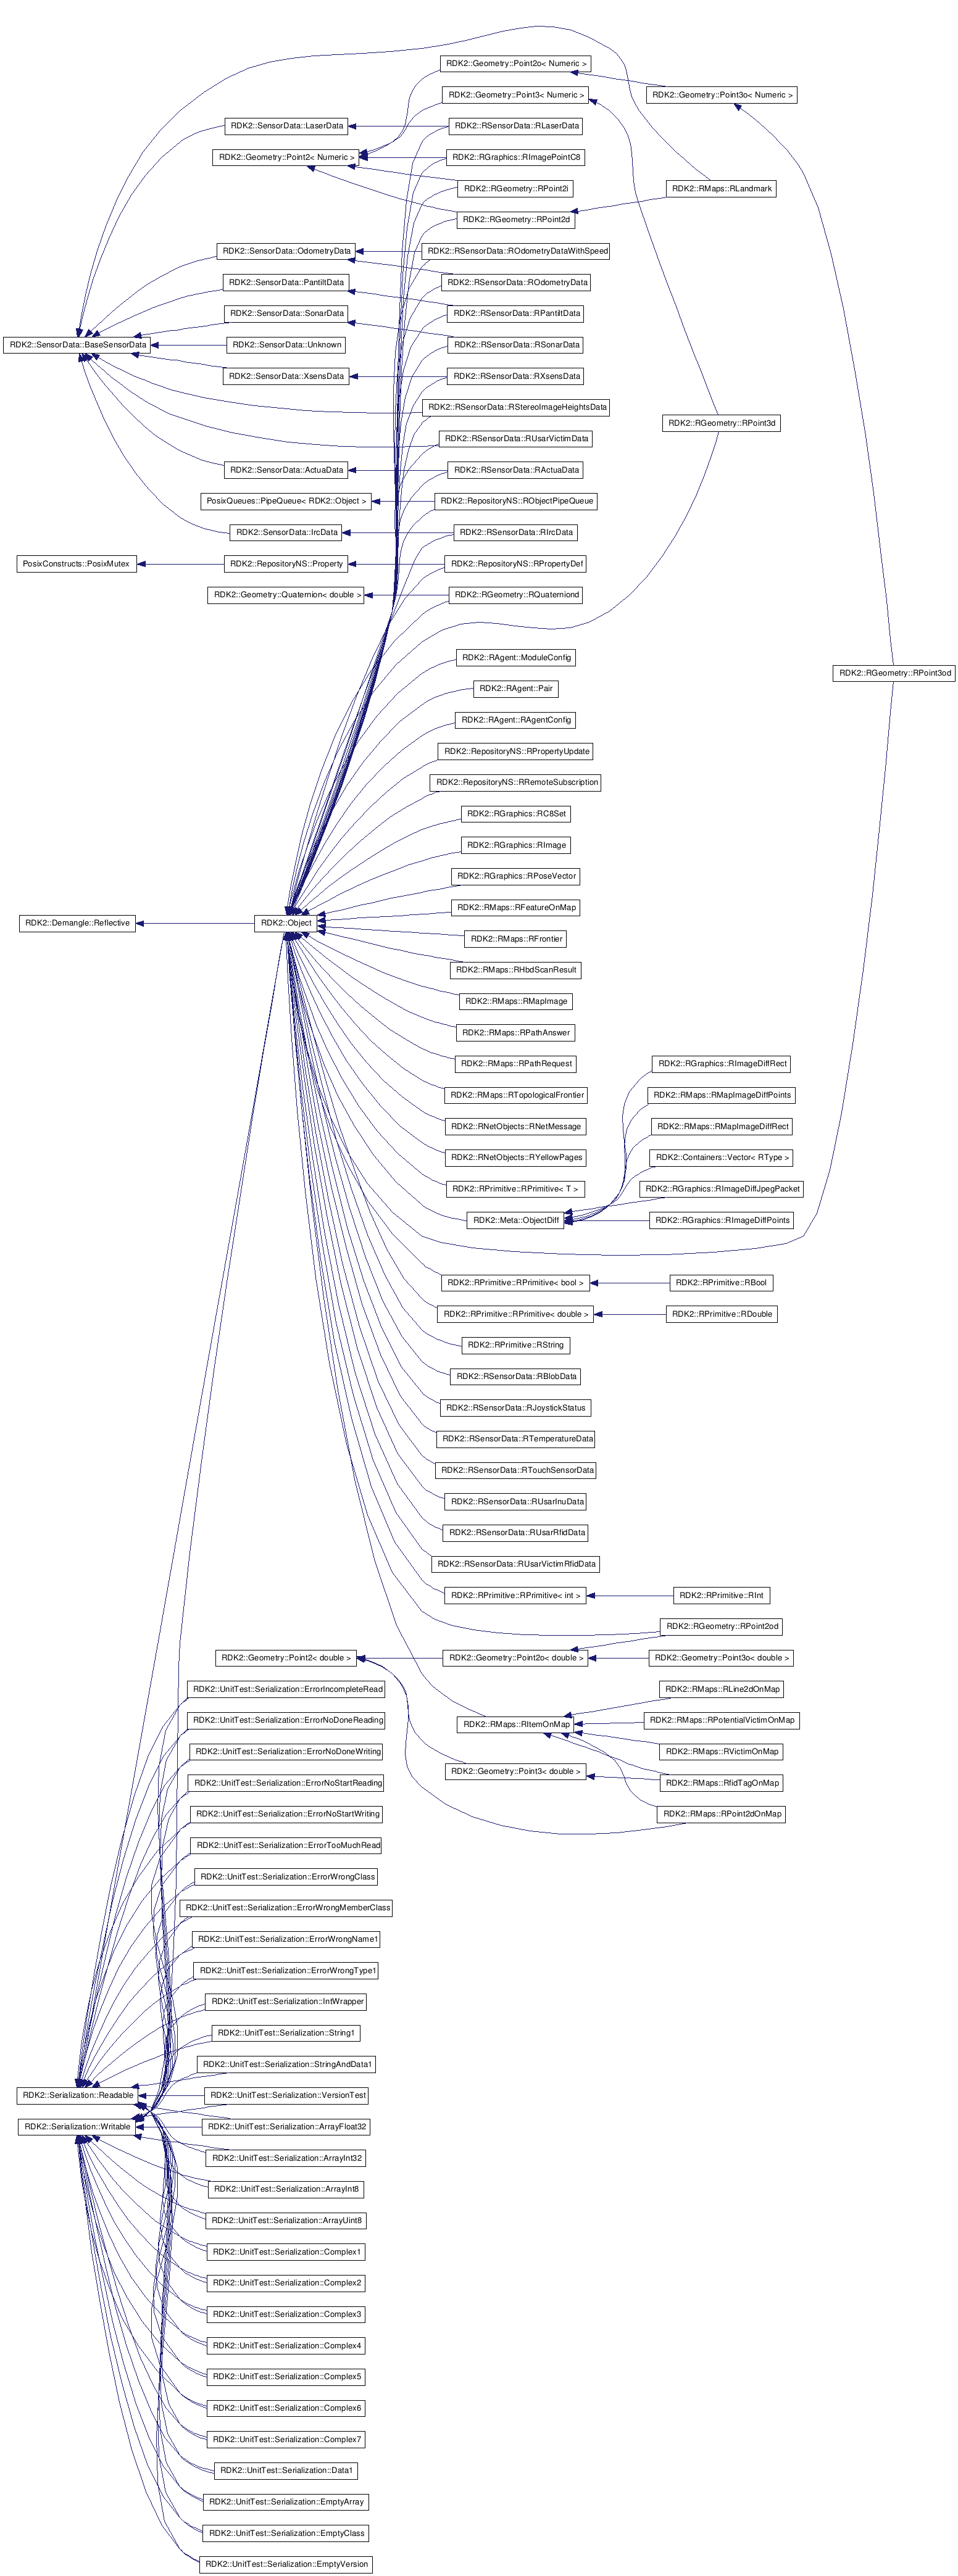 RDK2::Geometry::Point2o< Numeric >
RDK2::Geometry::Point3< Numeric >
RDK2::Geometry::Point3o< Numeric >
RDK2::SensorData::LaserData
RDK2::RSensorData::RLaserData
RDK2::Geometry::Point2< Numeric >
RDK2::RGraphics::RImagePointC8
RDK2::RGeometry::RPoint2i
RDK2::RMaps::RLandmark
RDK2::RGeometry::RPoint2d
RDK2::SensorData::OdometryData
RDK2::RSensorData::ROdometryDataWithSpeed
RDK2::SensorData::PantiltData
RDK2::RSensorData::ROdometryData
RDK2::SensorData::SonarData
RDK2::RSensorData::RPantiltData
RDK2::SensorData::BaseSensorData
RDK2::SensorData::Unknown
RDK2::RSensorData::RSonarData
RDK2::SensorData::XsensData
RDK2::RSensorData::RXsensData
RDK2::RSensorData::RStereoImageHeightsData
RDK2::RGeometry::RPoint3d
RDK2::RSensorData::RUsarVictimData
RDK2::SensorData::ActuaData
RDK2::RSensorData::RActuaData
PosixQueues::PipeQueue< RDK2::Object >
RDK2::RepositoryNS::RObjectPipeQueue
RDK2::SensorData::IrcData
RDK2::RSensorData::RIrcData
PosixConstructs::PosixMutex
RDK2::RepositoryNS::Property
RDK2::RepositoryNS::RPropertyDef
RDK2::Geometry::Quaternion< double >
RDK2::RGeometry::RQuaterniond
RDK2::RAgent::ModuleConfig
RDK2::RGeometry::RPoint3od
RDK2::RAgent::Pair
RDK2::RAgent::RAgentConfig
RDK2::RepositoryNS::RPropertyUpdate
RDK2::RepositoryNS::RRemoteSubscription
RDK2::RGraphics::RC8Set
RDK2::RGraphics::RImage
RDK2::RGraphics::RPoseVector
RDK2::RMaps::RFeatureOnMap
RDK2::Demangle::Reflective
RDK2::Object
RDK2::RMaps::RFrontier
RDK2::RMaps::RHbdScanResult
RDK2::RMaps::RMapImage
RDK2::RMaps::RPathAnswer
RDK2::RMaps::RPathRequest
RDK2::RGraphics::RImageDiffRect
RDK2::RMaps::RTopologicalFrontier
RDK2::RMaps::RMapImageDiffPoints
RDK2::RNetObjects::RNetMessage
RDK2::RMaps::RMapImageDiffRect
RDK2::RNetObjects::RYellowPages
RDK2::Containers::Vector< RType >
RDK2::RPrimitive::RPrimitive< T >
RDK2::RGraphics::RImageDiffJpegPacket
RDK2::Meta::ObjectDiff
RDK2::RGraphics::RImageDiffPoints
RDK2::RPrimitive::RPrimitive< bool >
RDK2::RPrimitive::RBool
RDK2::RPrimitive::RPrimitive< double >
RDK2::RPrimitive::RDouble
RDK2::RPrimitive::RString
RDK2::RSensorData::RBlobData
RDK2::RSensorData::RJoystickStatus
RDK2::RSensorData::RTemperatureData
RDK2::RSensorData::RTouchSensorData
RDK2::RSensorData::RUsarInuData
RDK2::RSensorData::RUsarRfidData
RDK2::RSensorData::RUsarVictimRfidData
RDK2::RPrimitive::RPrimitive< int >
RDK2::RPrimitive::RInt
RDK2::RGeometry::RPoint2od
RDK2::Geometry::Point2< double >
RDK2::Geometry::Point2o< double >
RDK2::Geometry::Point3o< double >
RDK2::UnitTest::Serialization::ErrorIncompleteRead
RDK2::RMaps::RLine2dOnMap
RDK2::UnitTest::Serialization::ErrorNoDoneReading
RDK2::RMaps::RItemOnMap
RDK2::RMaps::RPotentialVictimOnMap
RDK2::UnitTest::Serialization::ErrorNoDoneWriting
RDK2::RMaps::RVictimOnMap
RDK2::Geometry::Point3< double >
RDK2::UnitTest::Serialization::ErrorNoStartReading
RDK2::RMaps::RfidTagOnMap
RDK2::UnitTest::Serialization::ErrorNoStartWriting
RDK2::RMaps::RPoint2dOnMap
RDK2::UnitTest::Serialization::ErrorTooMuchRead
RDK2::UnitTest::Serialization::ErrorWrongClass
RDK2::UnitTest::Serialization::ErrorWrongMemberClass
RDK2::UnitTest::Serialization::ErrorWrongName1
RDK2::UnitTest::Serialization::ErrorWrongType1
RDK2::UnitTest::Serialization::IntWrapper
RDK2::UnitTest::Serialization::String1
RDK2::UnitTest::Serialization::StringAndData1
RDK2::Serialization::Readable
RDK2::UnitTest::Serialization::VersionTest
RDK2::Serialization::Writable
RDK2::UnitTest::Serialization::ArrayFloat32
RDK2::UnitTest::Serialization::ArrayInt32
RDK2::UnitTest::Serialization::ArrayInt8
RDK2::UnitTest::Serialization::ArrayUint8
RDK2::UnitTest::Serialization::Complex1
RDK2::UnitTest::Serialization::Complex2
RDK2::UnitTest::Serialization::Complex3
RDK2::UnitTest::Serialization::Complex4
RDK2::UnitTest::Serialization::Complex5
RDK2::UnitTest::Serialization::Complex6
RDK2::UnitTest::Serialization::Complex7
RDK2::UnitTest::Serialization::Data1
RDK2::UnitTest::Serialization::EmptyArray
RDK2::UnitTest::Serialization::EmptyClass
RDK2::UnitTest::Serialization::EmptyVersion